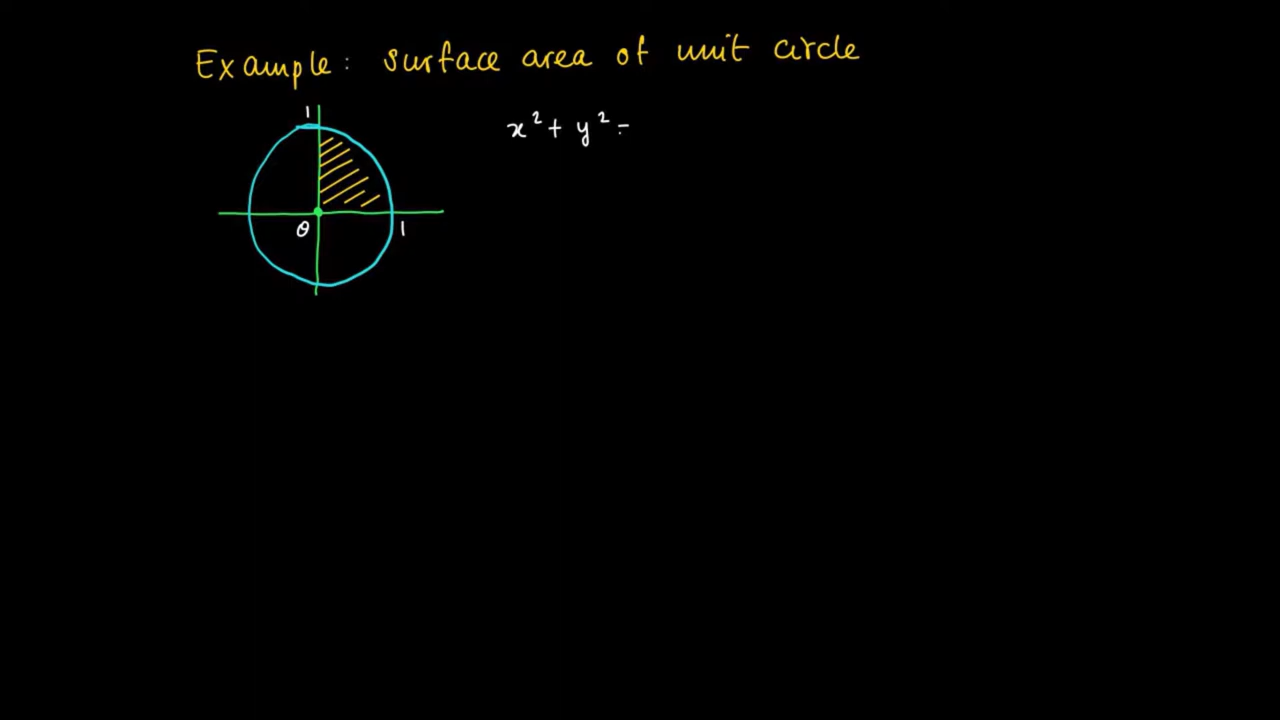 Example: surface area of unit circle
1
x² + y² =
0
1